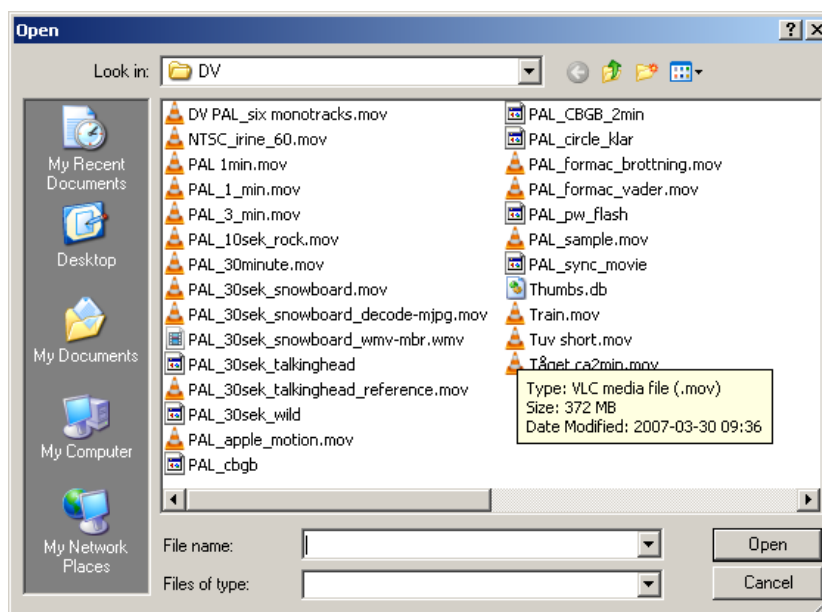 Open
Look in:
DV
My Recent
Documents
Desktop
My Documents
My Computer
My Network
Places
DV PAL_six monotracks.mov
NTSC_irine_60.mov
PAL 1min.mov
PAL_1_min.mov
PAL_3_min.mov
PAL_10sek_rock.mov
PAL_30minute.mov
PAL_30sek_snowboard.mov
PAL_30sek_snowboard_decode-mjpg.mov
PAL_30sek_snowboard_wmv-mbr.wmv
PAL_30sek_talkinghead
PAL_30sek_talkinghead_reference.mov
PAL_30sek_wild
PAL_apple_motion.mov
PAL_cbgb
PAL_CBGB_2min
PAL_circle_klar
PAL_formac_brottning.mov
PAL_formac_vader.mov
PAL_pw_flash
PAL_sample.mov
PAL_sync_movie
Thumbs.db
Train.mov
Tuv short.mov
Tåget ca2min.mov
Type: VLC media file (.mov)
Size: 372 MB
Date Modified: 2007-03-30 09:36
File name:
Open
Files of type:
Cancel